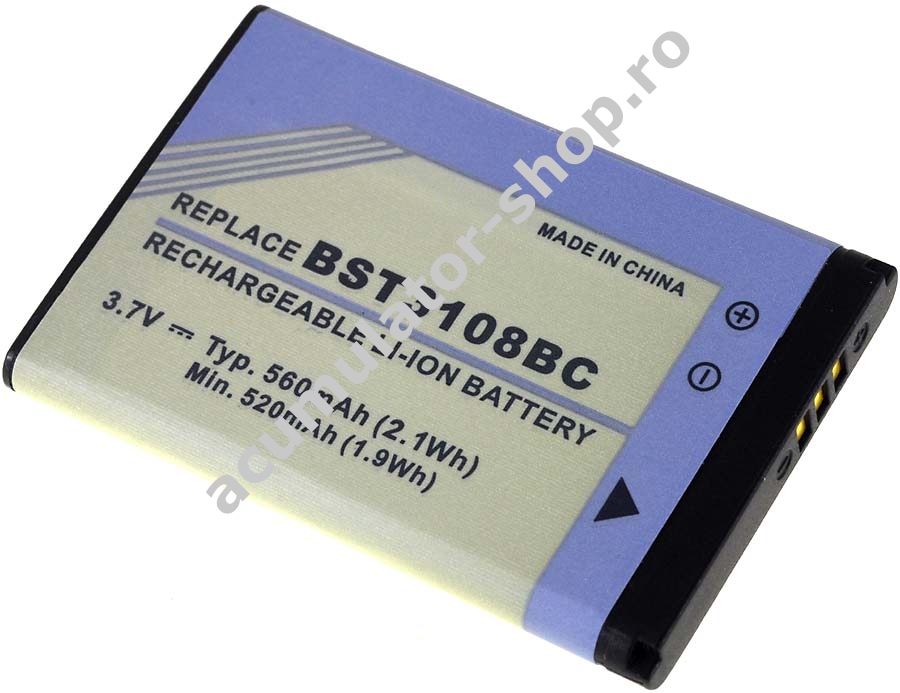 MADE IN CHINA
REPLACE BST3108BC
RECHARGEABLE LI-ION BATTERY
3.7V ⎓ Typ. 560mAh (2.1Wh)
Min. 520mAh (1.9Wh)
+
-
acumulator-shop.ro